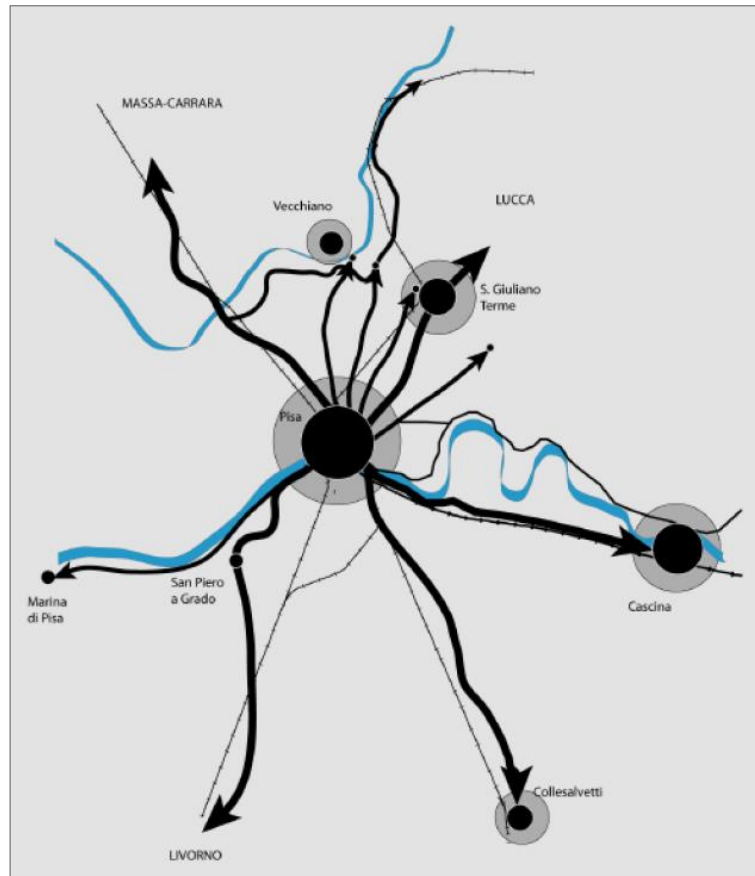 MASSA-CARRARA
Vecchiano
LUCCA
S. Giuliano
Terme
Pisa
Marina
di Pisa
San Piero
a Grado
Cascina
Collesalvetti
LIVORNO